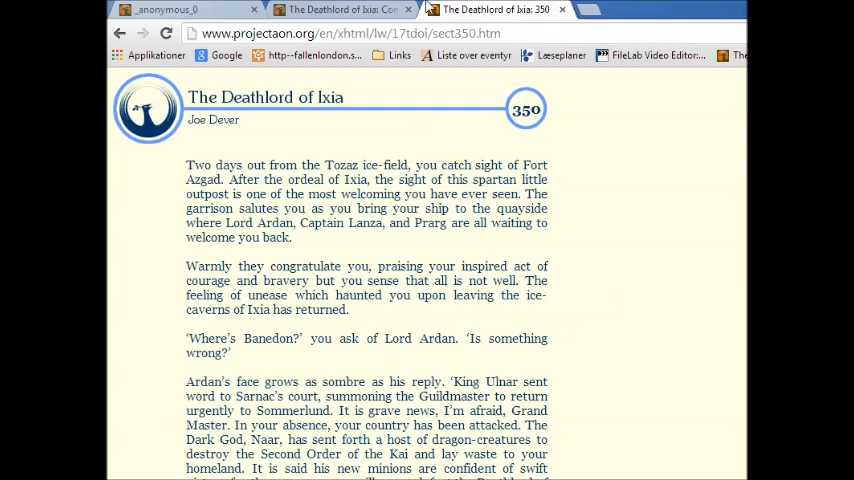 _anonymous_0
The Deathlord of Ixia: Con
The Deathlord of Ixia: 350
www.projectaon.org/en/xhtml/lw/17tdoi/sect350.htm
Applikationer
Google
http--fallenlondon.s...
Links
Liste over eventyr
Læseplaner
FileLab Video Editor:...
The
The Deathlord of Ixia
350
Joe Dever
Two days out from the Tozaz ice-field, you catch sight of Fort
Azgad. After the ordeal of Ixia, the sight of this spartan little
outpost is one of the most welcoming you have ever seen. The
garrison salutes you as you bring your ship to the quayside
where Lord Ardan, Captain Lanza, and Prarg are all waiting to
welcome you back.
Warmly they congratulate you, praising your inspired act of
courage and bravery but you sense that all is not well. The
feeling of unease which haunted you upon leaving the ice-
caverns of Ixia has returned.
‘Where’s Banedon?’ you ask of Lord Ardan. ‘Is something
wrong?’
Ardan’s face grows as sombre as his reply. ‘King Ulnar sent
word to Sarnac’s court, summoning the Guildmaster to return
urgently to Sommerlund. It is grave news, I’m afraid, Grand
Master. In your absence, your country has been attacked. The
Dark God, Naar, has sent forth a host of dragon-creatures to
destroy the Second Order of the Kai and lay waste to your
homeland. It is said his new minions are confident of swift